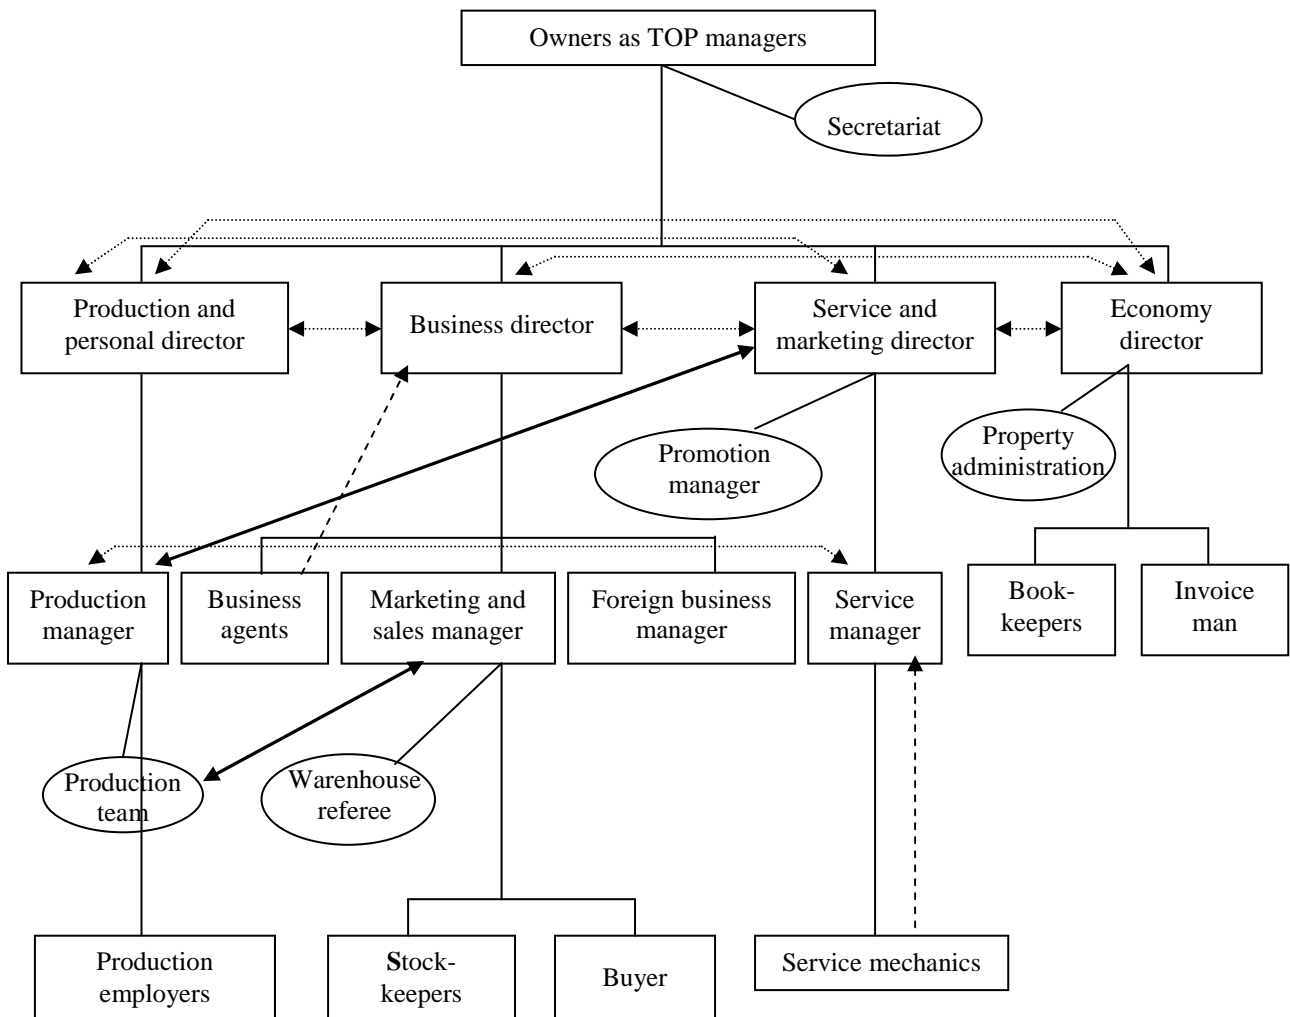 Owners as TOP managers
Secretariat
Production and
personal director
Business director
Service and
marketing director
Economy
director
Promotion
manager
Property
administration
Production
manager
Business
agents
Marketing and
sales manager
Foreign business
manager
Service
manager
Book-
keepers
Invoice
man
Production
team
Warenhouse
referee
Production
employers
Stock-
keepers
Buyer
Service mechanics